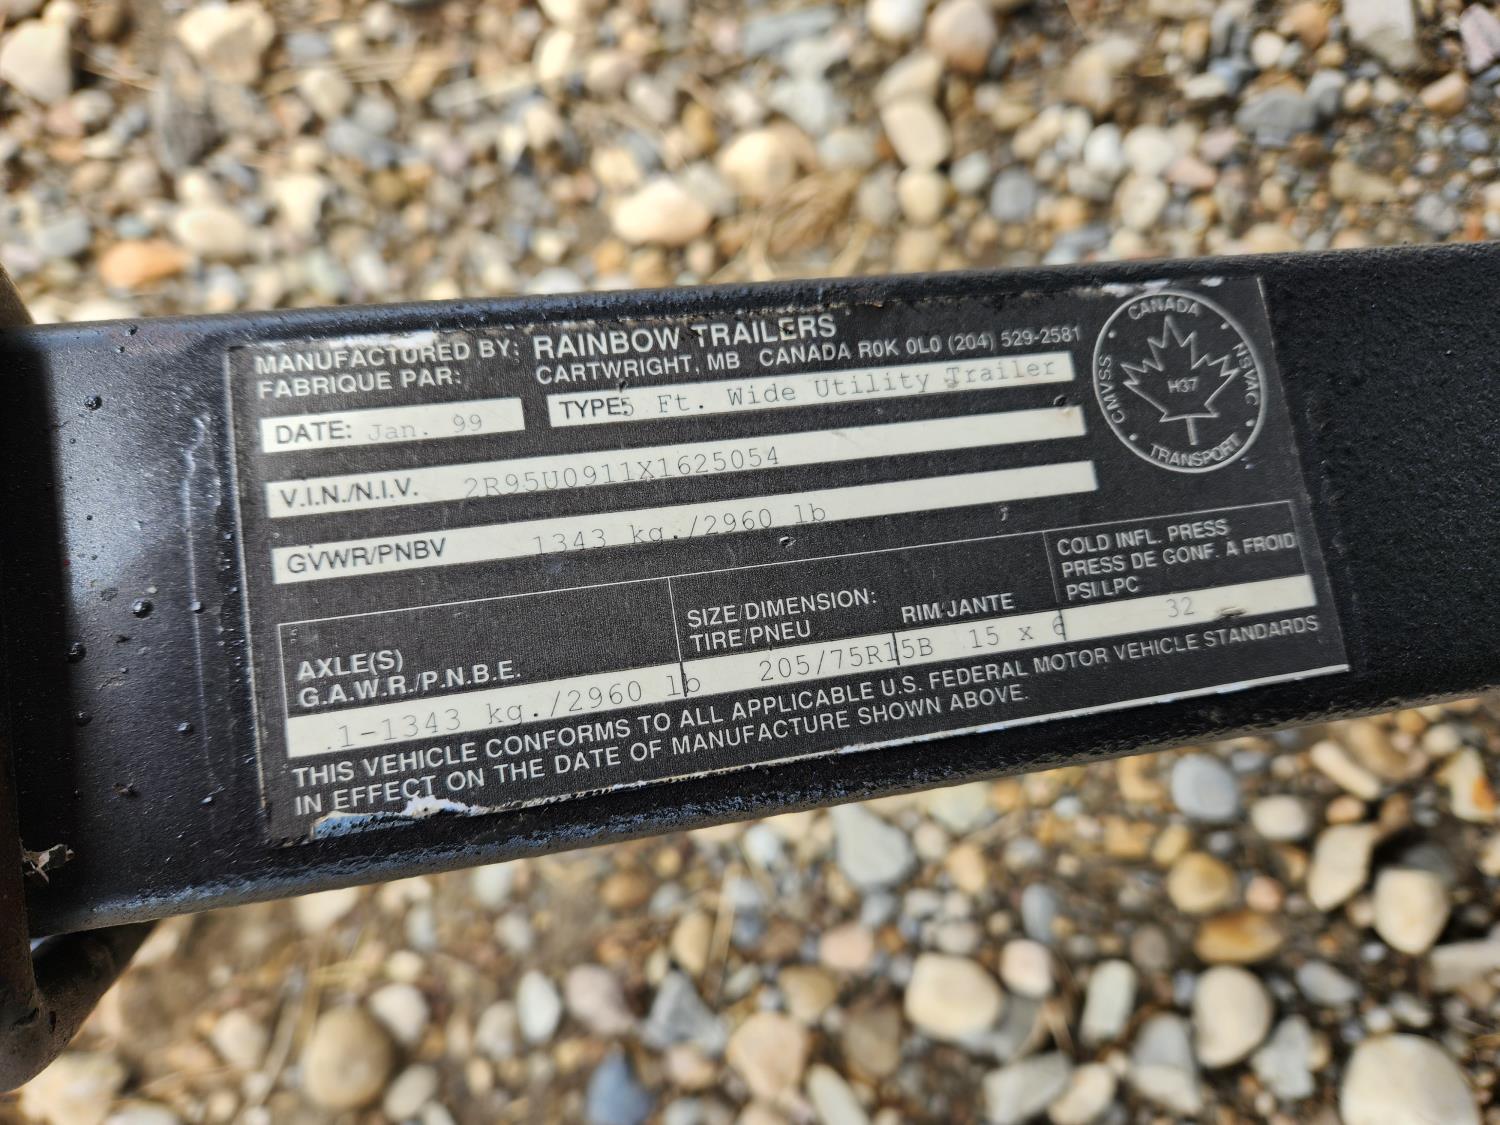 MANUFACTURED BY: RAINBOW TRAILERS
FABRIQUE PAR: CARTWRIGHT, MB CANADA R0K 0L0 (204) 529-2581
DATE: Jan. 99 TYPE: 5 Ft. Wide Utility Trailer
V.I.N./N.I.V. 2R95U0911X1625054
GVWR/PNBV 1343 kg./2960 lb
CANADA
CMVSS NSVAC
H37
TRANSPORT
AXLE(S)
G.A.W.R./P.N.B.E.
SIZE/DIMENSION:
TIRE/PNEU RIM/JANTE
COLD INFL. PRESS
PRESS DE GONF. A FROID
PSI/LPC
1-1343 kg./2960 lb 205/75R15B 15 x 6 32
THIS VEHICLE CONFORMS TO ALL APPLICABLE U.S. FEDERAL MOTOR VEHICLE STANDARDS
IN EFFECT ON THE DATE OF MANUFACTURE SHOWN ABOVE.